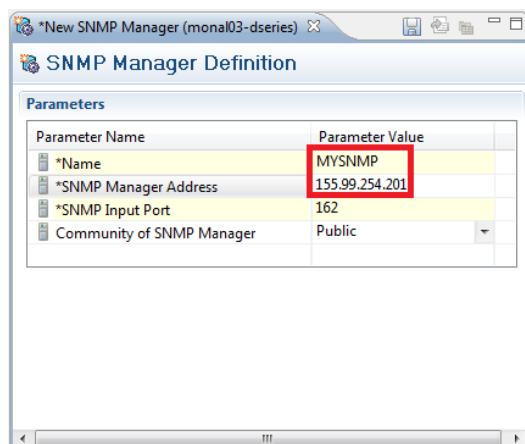 *New SNMP Manager (monal03-dseries)
SNMP Manager Definition
Parameters
Parameter Name Parameter Value
*Name MYSNMP
*SNMP Manager Address 155.99.254.201
*SNMP Input Port 162
Community of SNMP Manager Public